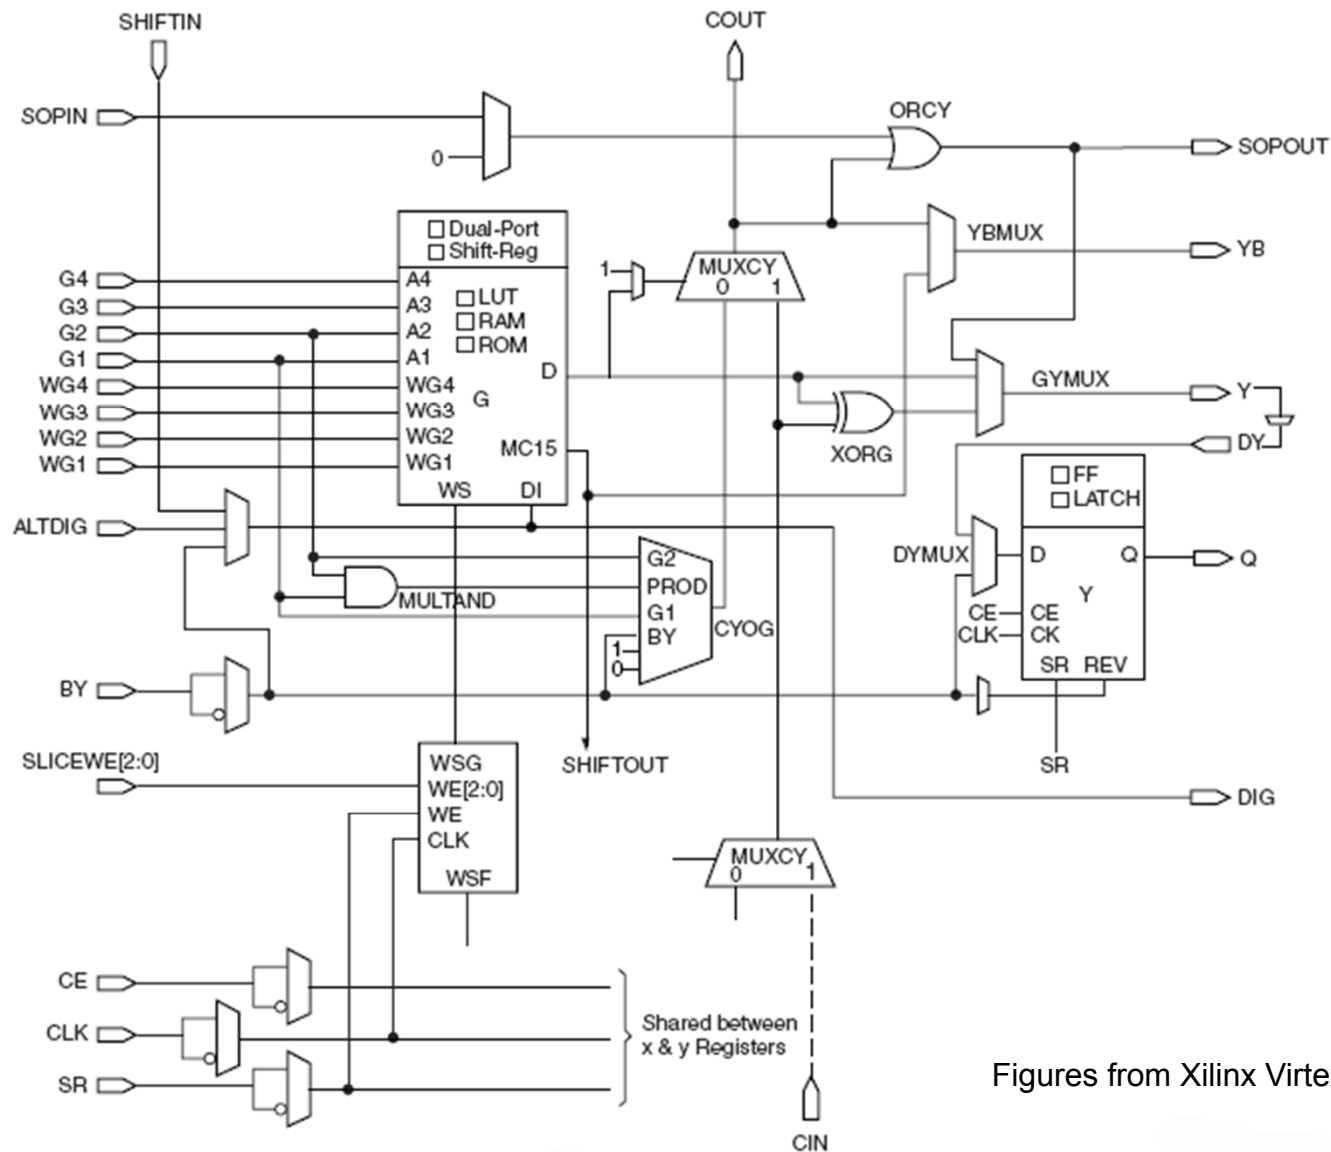 SHIFTIN
COUT
SOPIN
0
ORCY
SOPOUT
Dual-Port
Shift-Reg
YBMUX
YB
G4
G3
G2
G1
WG4
WG3
WG2
WG1
A4
A3
A2
A1
WG4
WG3
WG2
WG1
LUT
RAM
ROM
D
G
MC15
WS
DI
1
MUXCY
0 1
GYMUX
Y
XORG
DY
FF
LATCH
ALTDIG
DYMUX
D
Q
Q
Y
CE
CE
CLK
CK
SR REV
SR
G2
PROD
G1
BY
1
0
CYOG
MULTAND
BY
SLICEWE[2:0]
WSG
WE[2:0]
WE
CLK
WSF
SHIFTOUT
DIG
MUXCY
0 1
CE
CLK
SR
Shared between
x & y Registers
CIN
Figures from Xilinx Virte